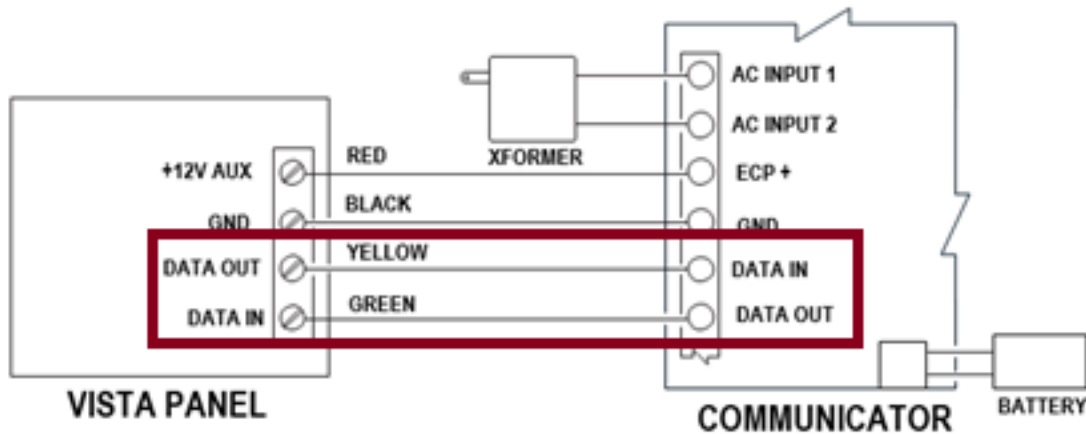 AC INPUT 1
AC INPUT 2
XFORMER
+12V AUX
RED
ECP +
GND
BLACK
GND
DATA OUT
YELLOW
DATA IN
DATA IN
GREEN
DATA OUT
VISTA PANEL
COMMUNICATOR
BATTERY